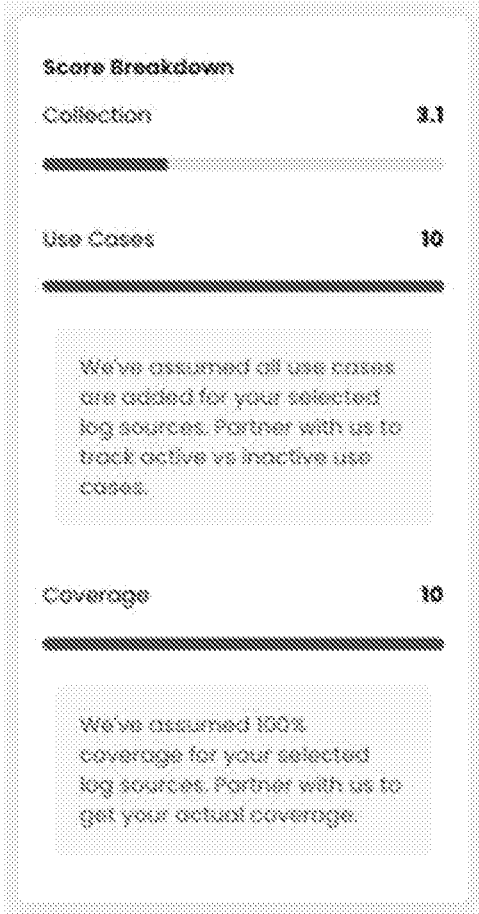 Score Breakdown
Collection 3.1
Use Cases 10
We've assumed all use cases
are added for your selected
log sources. Partner with us to
track active vs inactive use
cases.
Coverage 10
We've assumed 100%
coverage for your selected
log sources. Partner with us to
get your actual coverage.